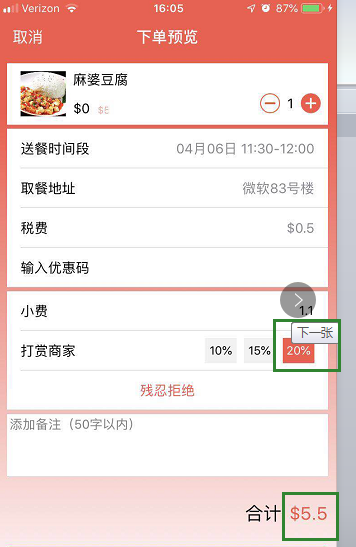 Verizon 16:05 87%
取消 下单预览
麻婆豆腐
$0 $5 1
送餐时间段 04月06日 11:30-12:00
取餐地址 微软83号楼
税费 $0.5
输入优惠码
小费 1.1
下一张
打赏商家 10% 15% 20%
残忍拒绝
添加备注（50字以内）
合计 $5.5